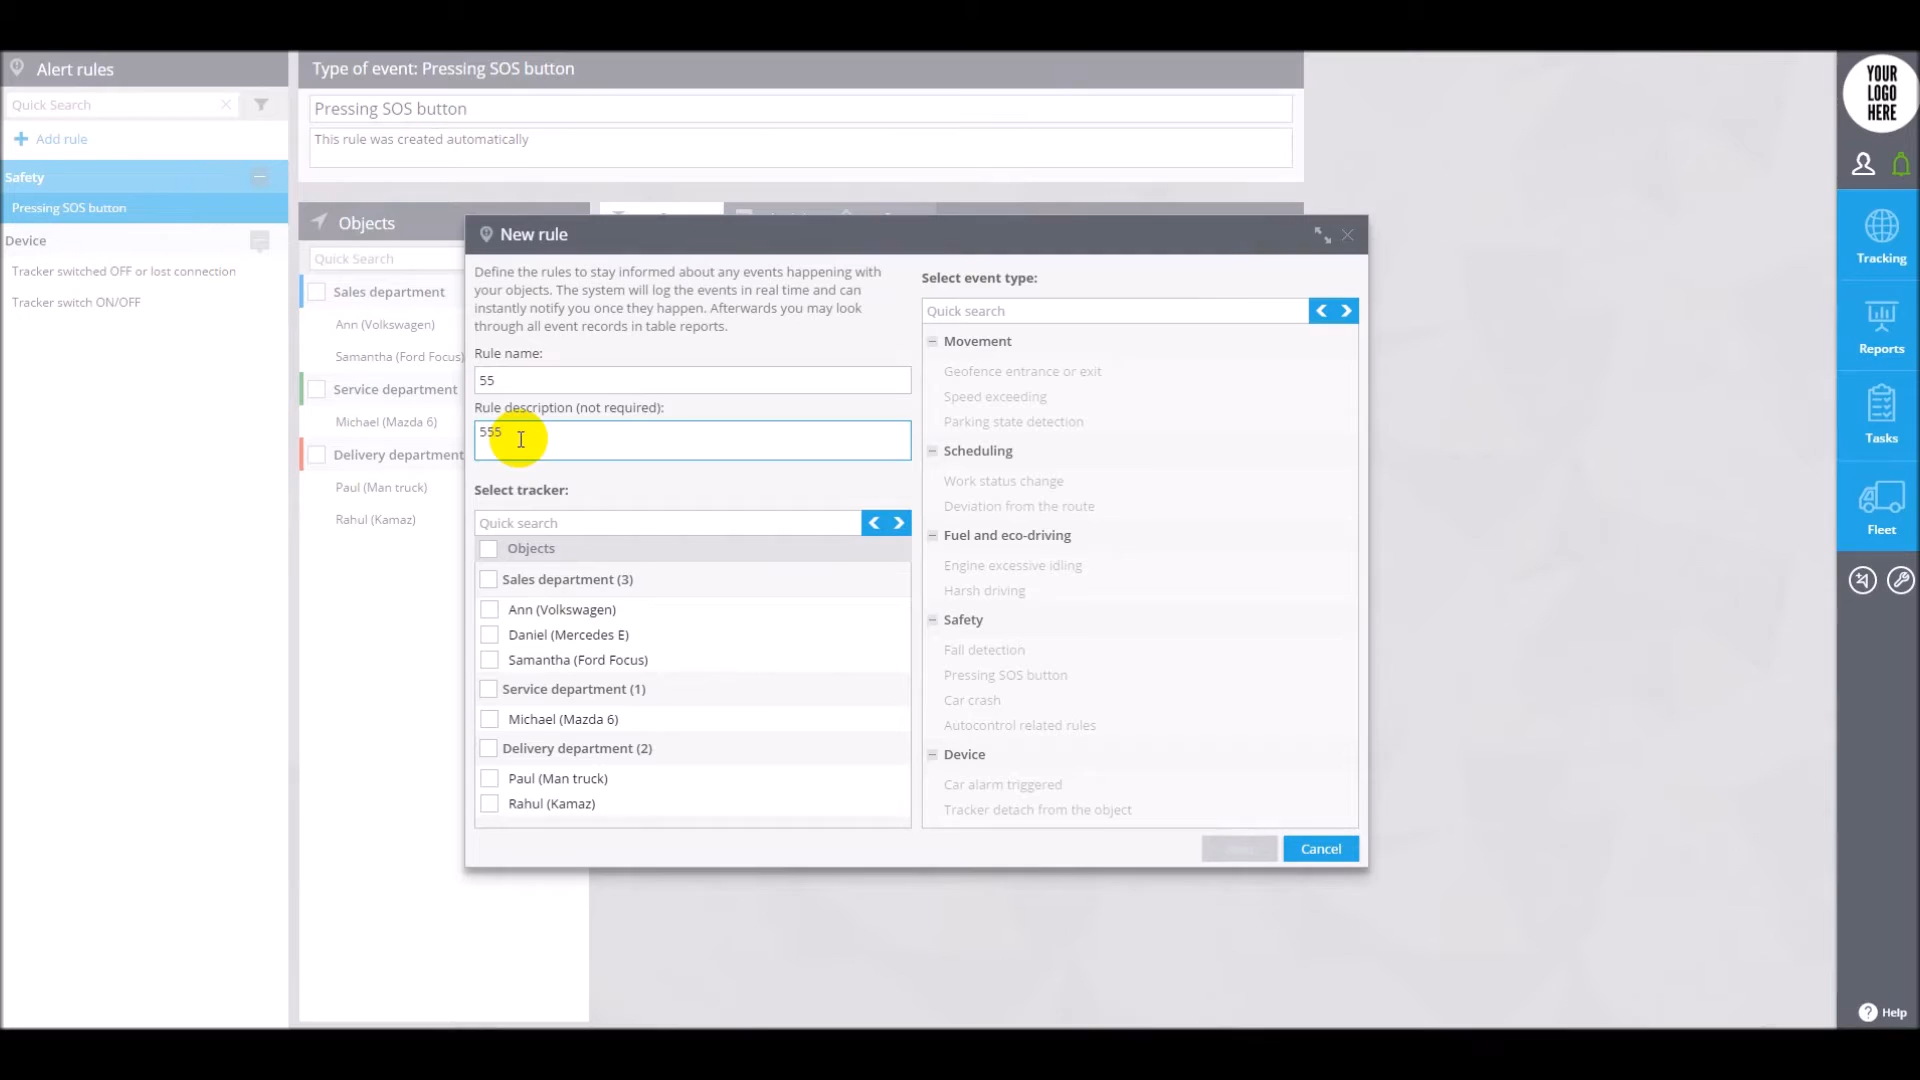 Alert rules
Quick Search
Add rule
Safety
Pressing SOS button
Device
Tracker switched OFF or lost connection
Tracker switch ON/OFF
Type of event: Pressing SOS button
Pressing SOS button
This rule was created automatically
Objects
Quick Search
Sales department
Ann (Volkswagen)
Samantha (Ford Focus)
Service department
Michael (Mazda 6)
Delivery department
Paul (Man truck)
Rahul (Kamaz)
New rule
Define the rules to stay informed about any events happening with
your objects. The system will log the events in real time and can
instantly notify you once they happen. Afterwards you may look
through all event records in table reports.
Rule name:
55
Rule description (not required):
555
Select tracker:
Quick search
Objects
Sales department (3)
Ann (Volkswagen)
Daniel (Mercedes E)
Samantha (Ford Focus)
Service department (1)
Michael (Mazda 6)
Delivery department (2)
Paul (Man truck)
Rahul (Kamaz)
Select event type:
Quick search
Movement
Geofence entrance or exit
Speed exceeding
Parking state detection
Scheduling
Work status change
Deviation from the route
Fuel and eco-driving
Engine excessive idling
Harsh driving
Safety
Fall detection
Pressing SOS button
Car crash
Autocontrol related rules
Device
Car alarm triggered
Tracker detach from the object
Cancel
YOUR
LOGO
HERE
Tracking
Reports
Tasks
Fleet
Help